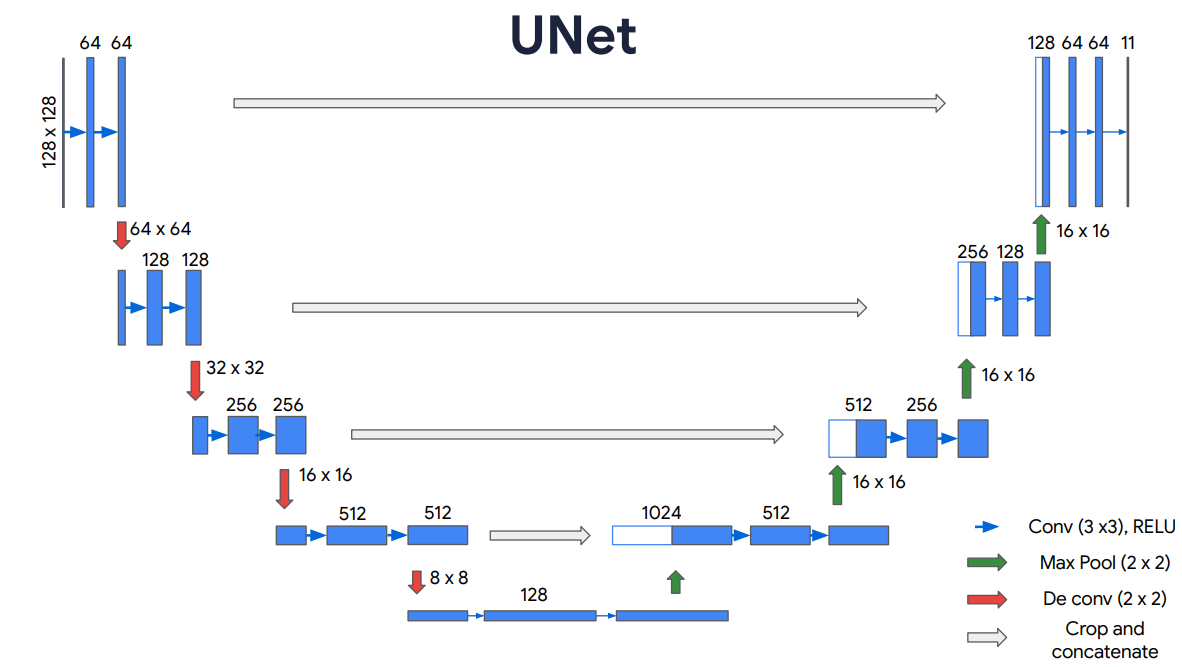 UNet
64 64
128 64 64 11
128 x 128
64 x 64
16 x 16
128 128
256 128
32 x 32
16 x 16
256 256
512 256
16 x 16
16 x 16
512 512
1024 512
Conv (3 x3), RELU
Max Pool (2 x 2)
8 x 8
128
De conv (2 x 2)
Crop and
concatenate